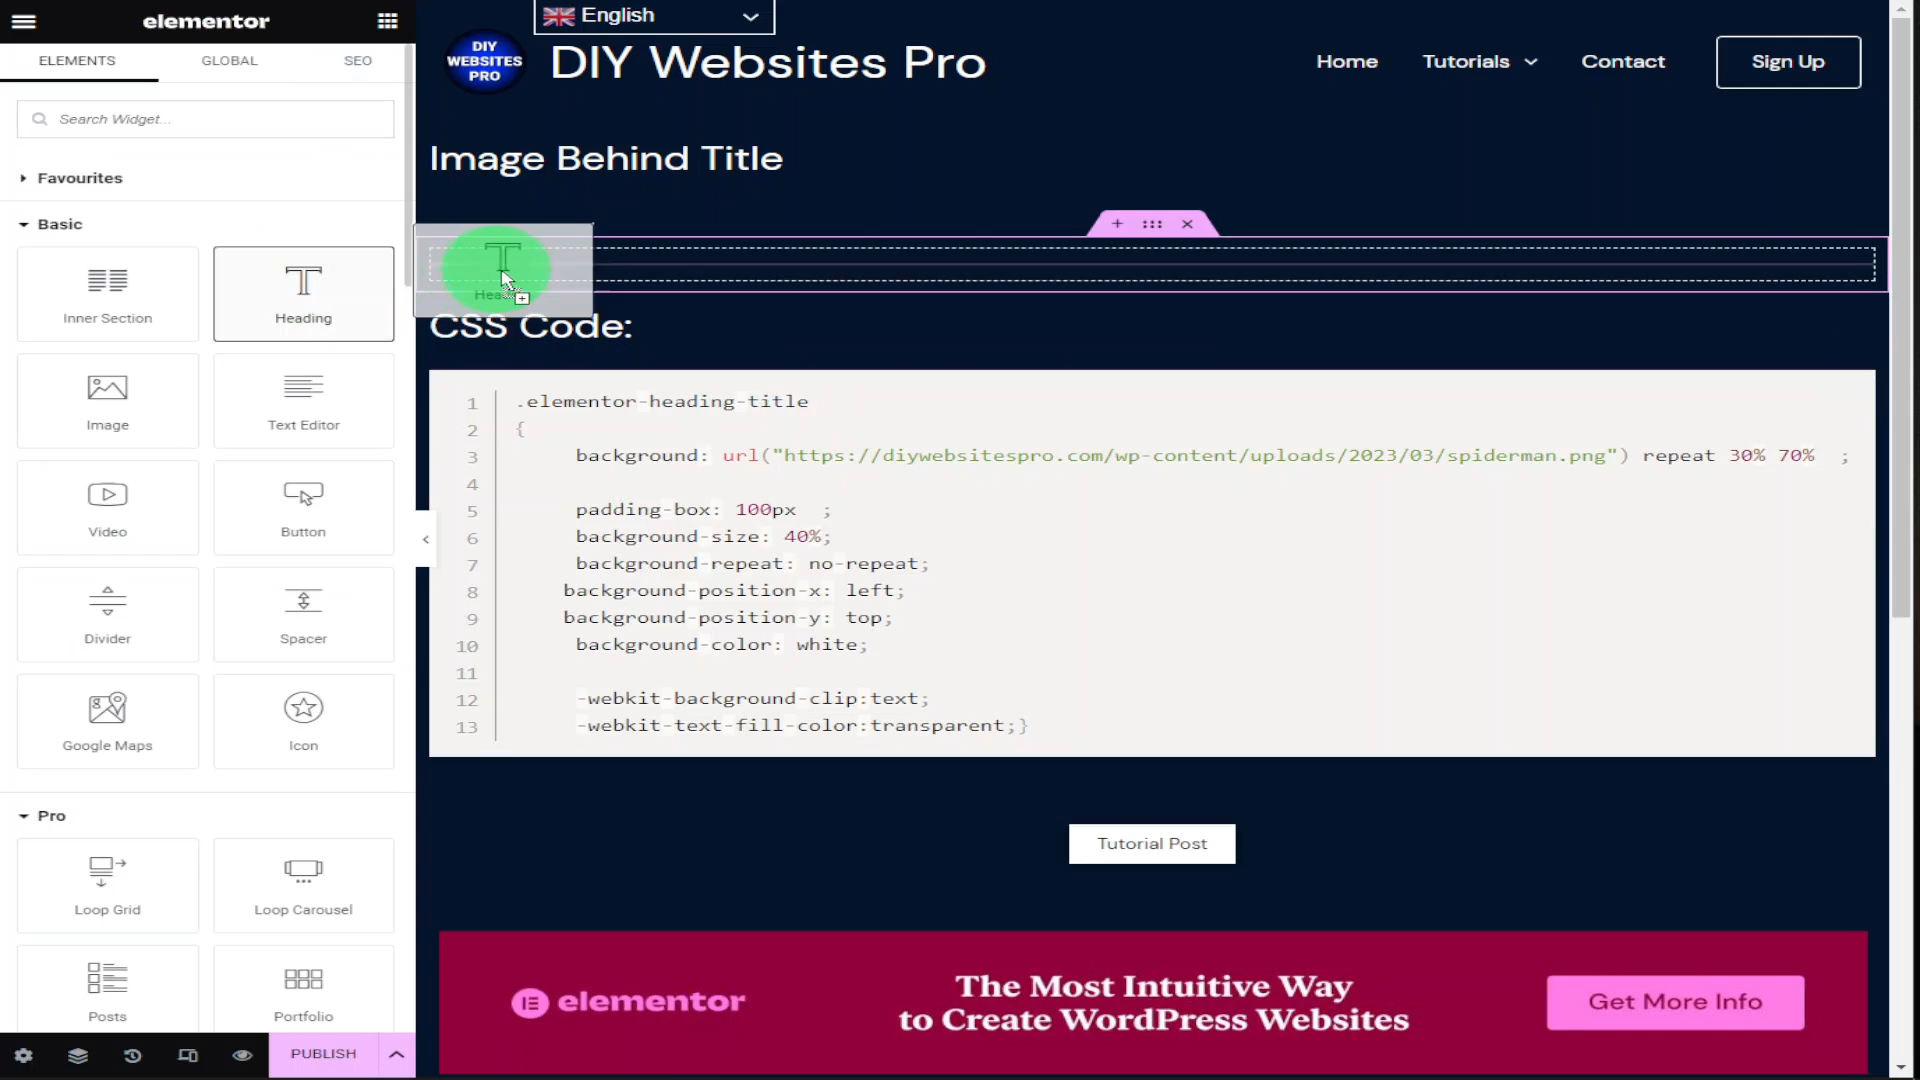 elementor
ELEMENTS
GLOBAL
SEO
Search Widget...
Favourites
Basic
Inner Section
Heading
Image
Text Editor
Video
Button
Divider
Spacer
Google Maps
Icon
Pro
Loop Grid
Loop Carousel
Posts
Portfolio
PUBLISH
English
DIY
WEBSITES
PRO
DIY Websites Pro
Home
Tutorials
Contact
Sign Up
Image Behind Title
CSS Code:
1 .elementor-heading-title
2 {
3 background: url("https://diywebsitespro.com/wp-content/uploads/2023/03/spiderman.png") repeat 30% 70% ;
4
5 padding-box: 100px ;
6 background-size: 40%;
7 background-repeat: no-repeat;
8 background-position-x: left;
9 background-position-y: top;
10 background-color: white;
11
12 -webkit-background-clip:text;
13 -webkit-text-fill-color:transparent;}
Tutorial Post
elementor
The Most Intuitive Way
to Create WordPress Websites
Get More Info